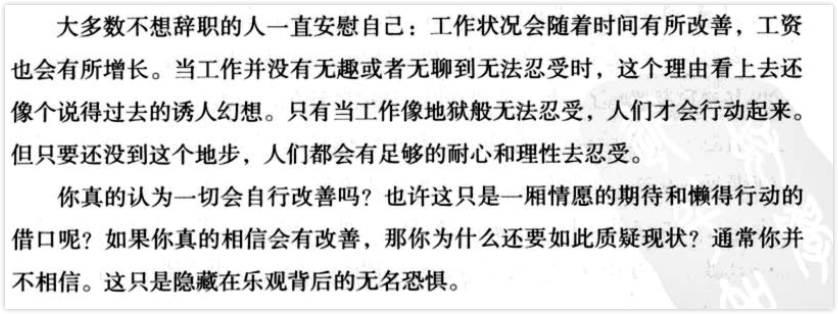 大多数不想辞职的人一直安慰自己：工作状况会随着时间有所改善，工资
也会有所增长。当工作并没有无趣或者无聊到无法忍受时，这个理由看上去还
像个说得过去的诱人幻想。只有当工作像地狱般无法忍受，人们才会行动起来。
但只要还没到这个地步，人们都会有足够的耐心和理性去忍受。
你真的认为一切会自行改善吗？也许这只是一厢情愿的期待和懒得行动的
借口呢？如果你真的相信会有改善，那你为什么还要如此质疑现状？通常你并
不相信。这只是隐藏在乐观背后的无名恐惧。